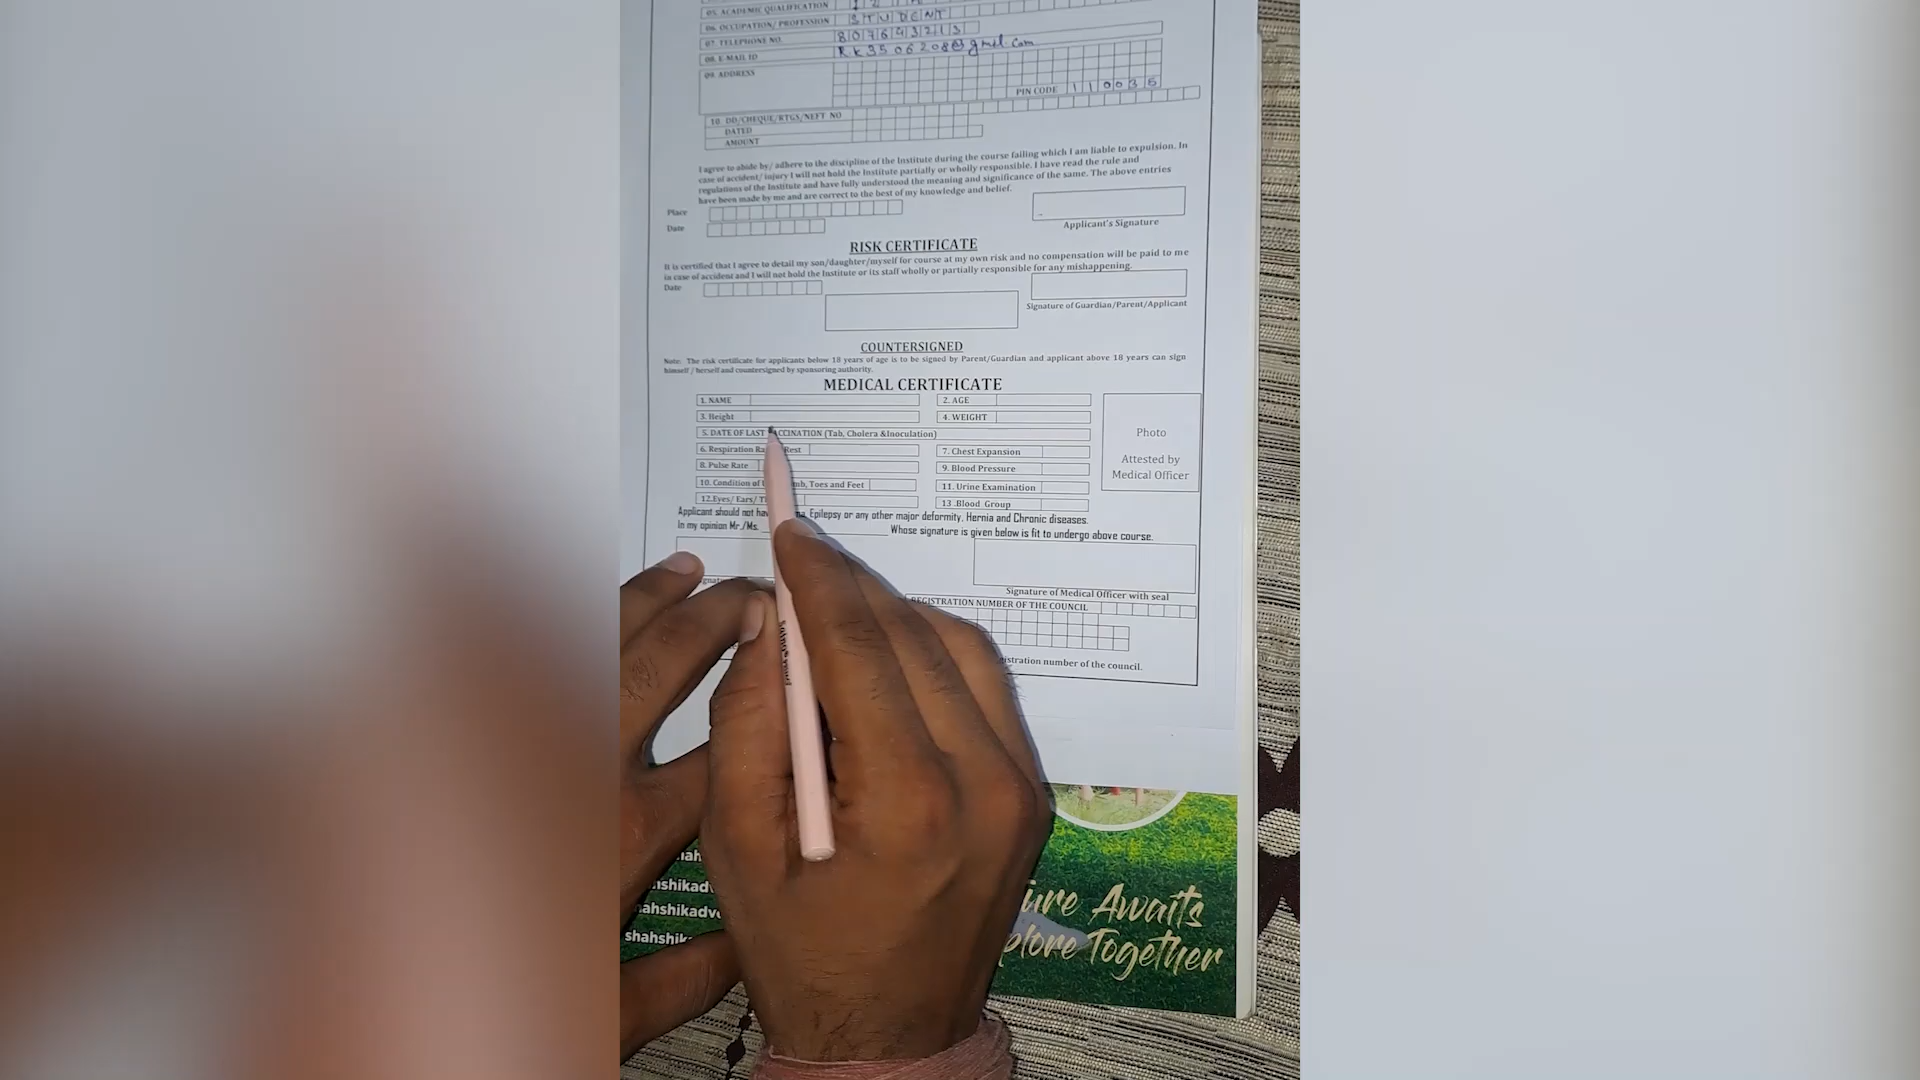 05. ACADEMIC QUALIFICATION
06. OCCUPATION/ PROFESSION STUDENT
07. TELEPHONE NO. 8076432131
08. E-MAIL ID Rk3506208@gmil.com
09. ADDRESS
PIN CODE 110035
10. DD/CHEQUE/RTGS/NEFT NO
DATED
AMOUNT
I agree to abide by/ adhere to the discipline of the Institute during the course failing which I am liable to expulsion. In
case of accident/ injury I will not hold the Institute partially or wholly responsible. I have read the rule and
regulations of the Institute and have fully understood the meaning and significance of the same. The above entries
have been made by me and are correct to the best of my knowledge and belief.
Place
Date
Applicant's Signature
RISK CERTIFICATE
It is certified that I agree to detail my son/daughter/myself for course at my own risk and no compensation will be paid to me
in case of accident and I will not hold the Institute or its staff wholly or partially responsible for any mishappening.
Date
Signature of Guardian/Parent/Applicant
COUNTERSIGNED
Note: The risk certificate for applicants below 18 years of age is to be signed by Parent/Guardian and applicant above 18 years can sign
himself / herself and countersigned by sponsoring authority.
MEDICAL CERTIFICATE
1. NAME 2. AGE
3. Height 4. WEIGHT
5. DATE OF LAST VACCINATION (Tab, Cholera &Inoculation)
6. Respiration Rest 7. Chest Expansion
8. Pulse Rate 9. Blood Pressure
10. Condition of mb, Toes and Feet 11. Urine Examination
12.Eyes/ Ears/ 13 .Blood Group
Photo
Attested by
Medical Officer
Applicant should not Epilepsy or any other major deformity, Hernia and Chronic diseases.
In my opinion Mr./Ms. Whose signature is given below is fit to undergo above course.
Signature of Medical Officer with seal
REGISTRATION NUMBER OF THE COUNCIL
istration number of the council.
ure Awaits
plore Together
ahshikadv
shahshik